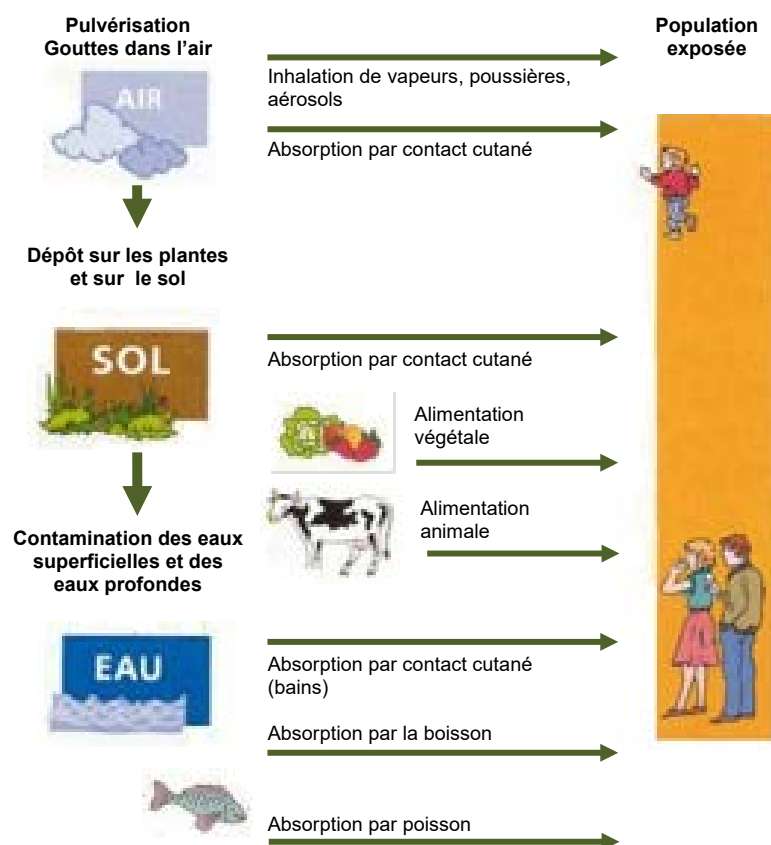 Pulvérisation
Gouttes dans l'air
Population
exposée
AIR
Inhalation de vapeurs, poussières,
aérosols
Absorption par contact cutané
Dépôt sur les plantes
et sur le sol
SOL
Absorption par contact cutané
Alimentation
végétale
Alimentation
animale
Contamination des eaux
superficielles et des
eaux profondes
EAU
Absorption par contact cutané
(bains)
Absorption par la boisson
Absorption par poisson